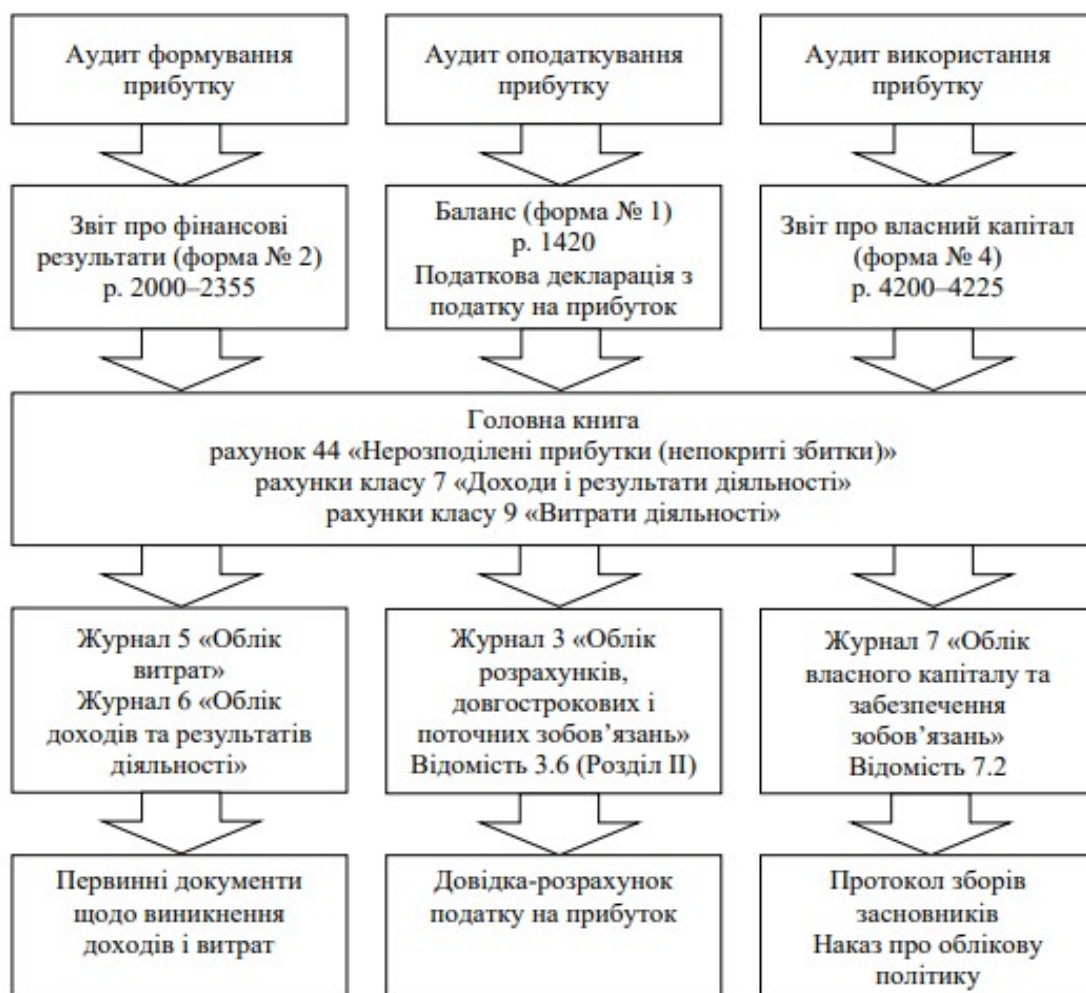 Аудит формування
прибутку
Аудит оподаткування
прибутку
Аудит використання
прибутку
Звіт про фінансові
результати (форма № 2)
р. 2000–2355
Баланс (форма № 1)
р. 1420
Податкова декларація з
податку на прибуток
Звіт про власний капітал
(форма № 4)
р. 4200–4225
Головна книга
рахунок 44 «Нерозподілені прибутки (непокриті збитки)»
рахунки класу 7 «Доходи і результати діяльності»
рахунки класу 9 «Витрати діяльності»
Журнал 5 «Облік
витрат»
Журнал 6 «Облік
доходів та результатів
діяльності»
Журнал 3 «Облік
розрахунків,
довгострокових і
поточних зобов’язань»
Відомість 3.6 (Розділ ІІ)
Журнал 7 «Облік
власного капіталу та
забезпечення
зобов’язань»
Відомість 7.2
Первинні документи
щодо виникнення
доходів і витрат
Довідка-розрахунок
податку на прибуток
Протокол зборів
засновників
Наказ про облікову
політику